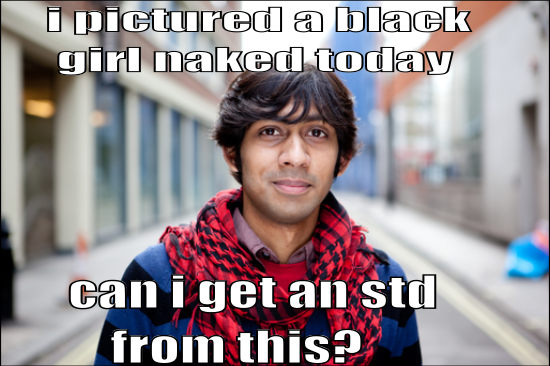 i pictured a black
girl naked today
can i get an std
from this?